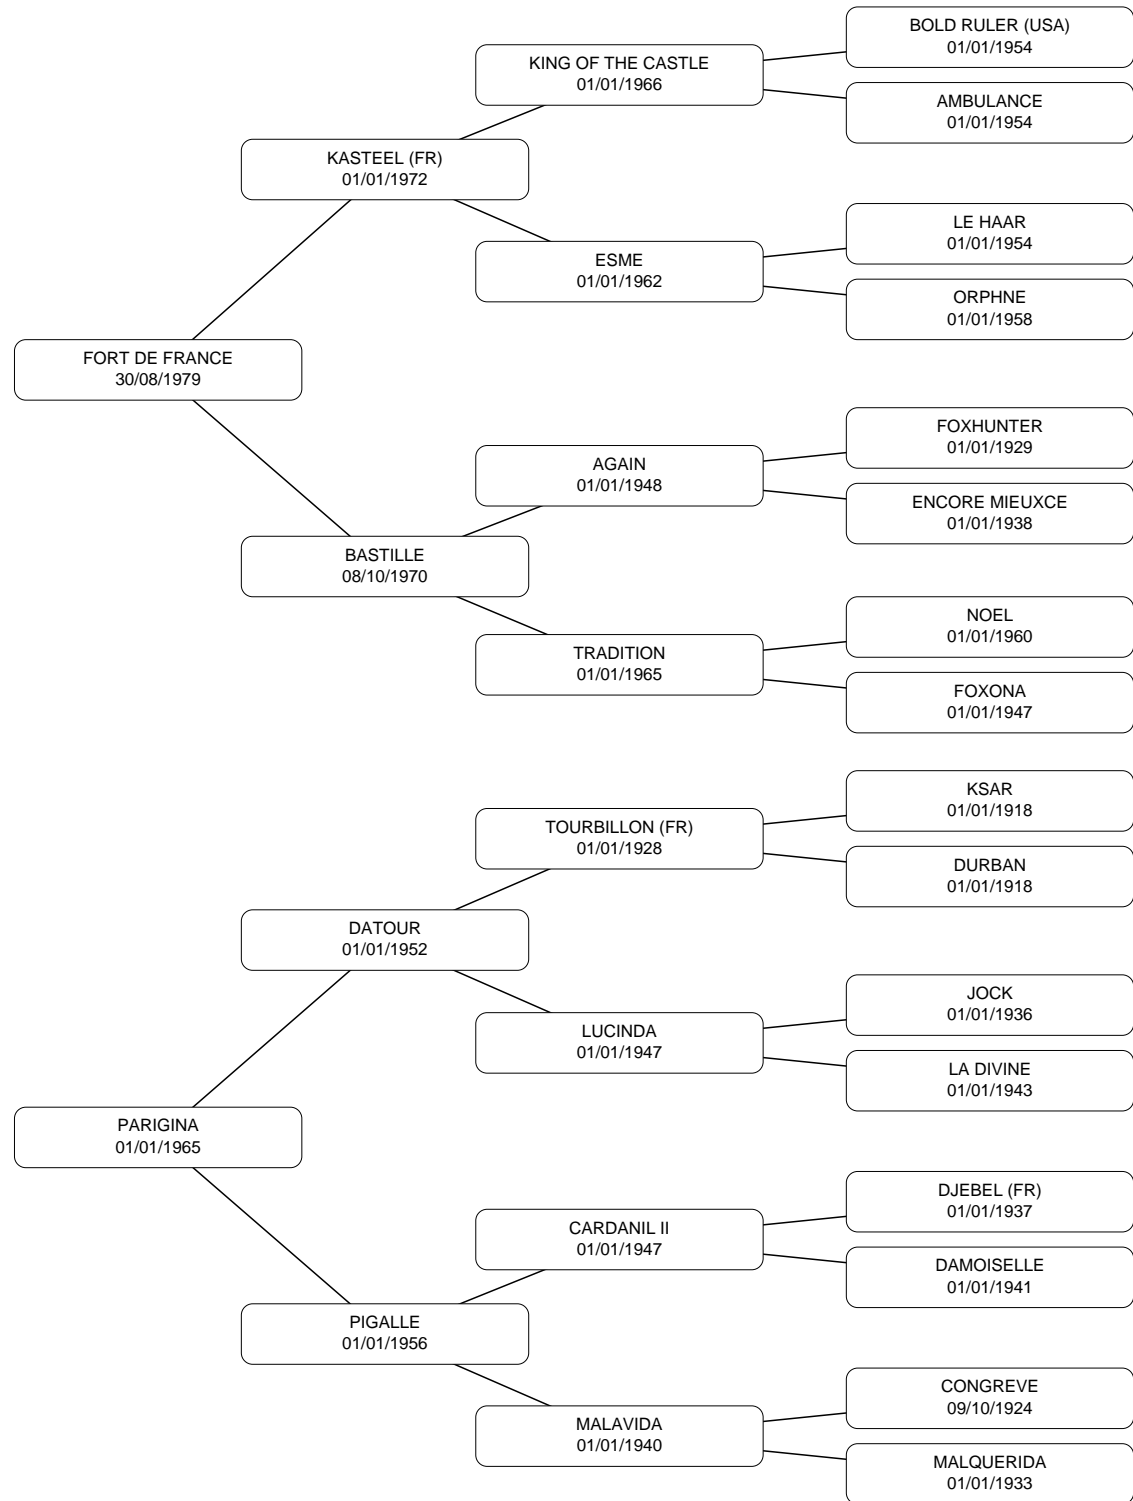 BOLD RULER (USA)
01/01/1954
KING OF THE CASTLE
01/01/1966
AMBULANCE
01/01/1954
KASTEEL (FR)
01/01/1972
LE HAAR
01/01/1954
ESME
01/01/1962
ORPHNE
01/01/1958
FORT DE FRANCE
30/08/1979
FOXHUNTER
01/01/1929
AGAIN
01/01/1948
ENCORE MIEUXCE
01/01/1938
BASTILLE
08/10/1970
NOEL
01/01/1960
TRADITION
01/01/1965
FOXONA
01/01/1947
KSAR
01/01/1918
TOURBILLON (FR)
01/01/1928
DURBAN
01/01/1918
DATOUR
01/01/1952
JOCK
01/01/1936
LUCINDA
01/01/1947
LA DIVINE
01/01/1943
PARIGINA
01/01/1965
DJEBEL (FR)
01/01/1937
CARDANIL II
01/01/1947
DAMOISELLE
01/01/1941
PIGALLE
01/01/1956
CONGREVE
09/10/1924
MALAVIDA
01/01/1940
MALQUERIDA
01/01/1933